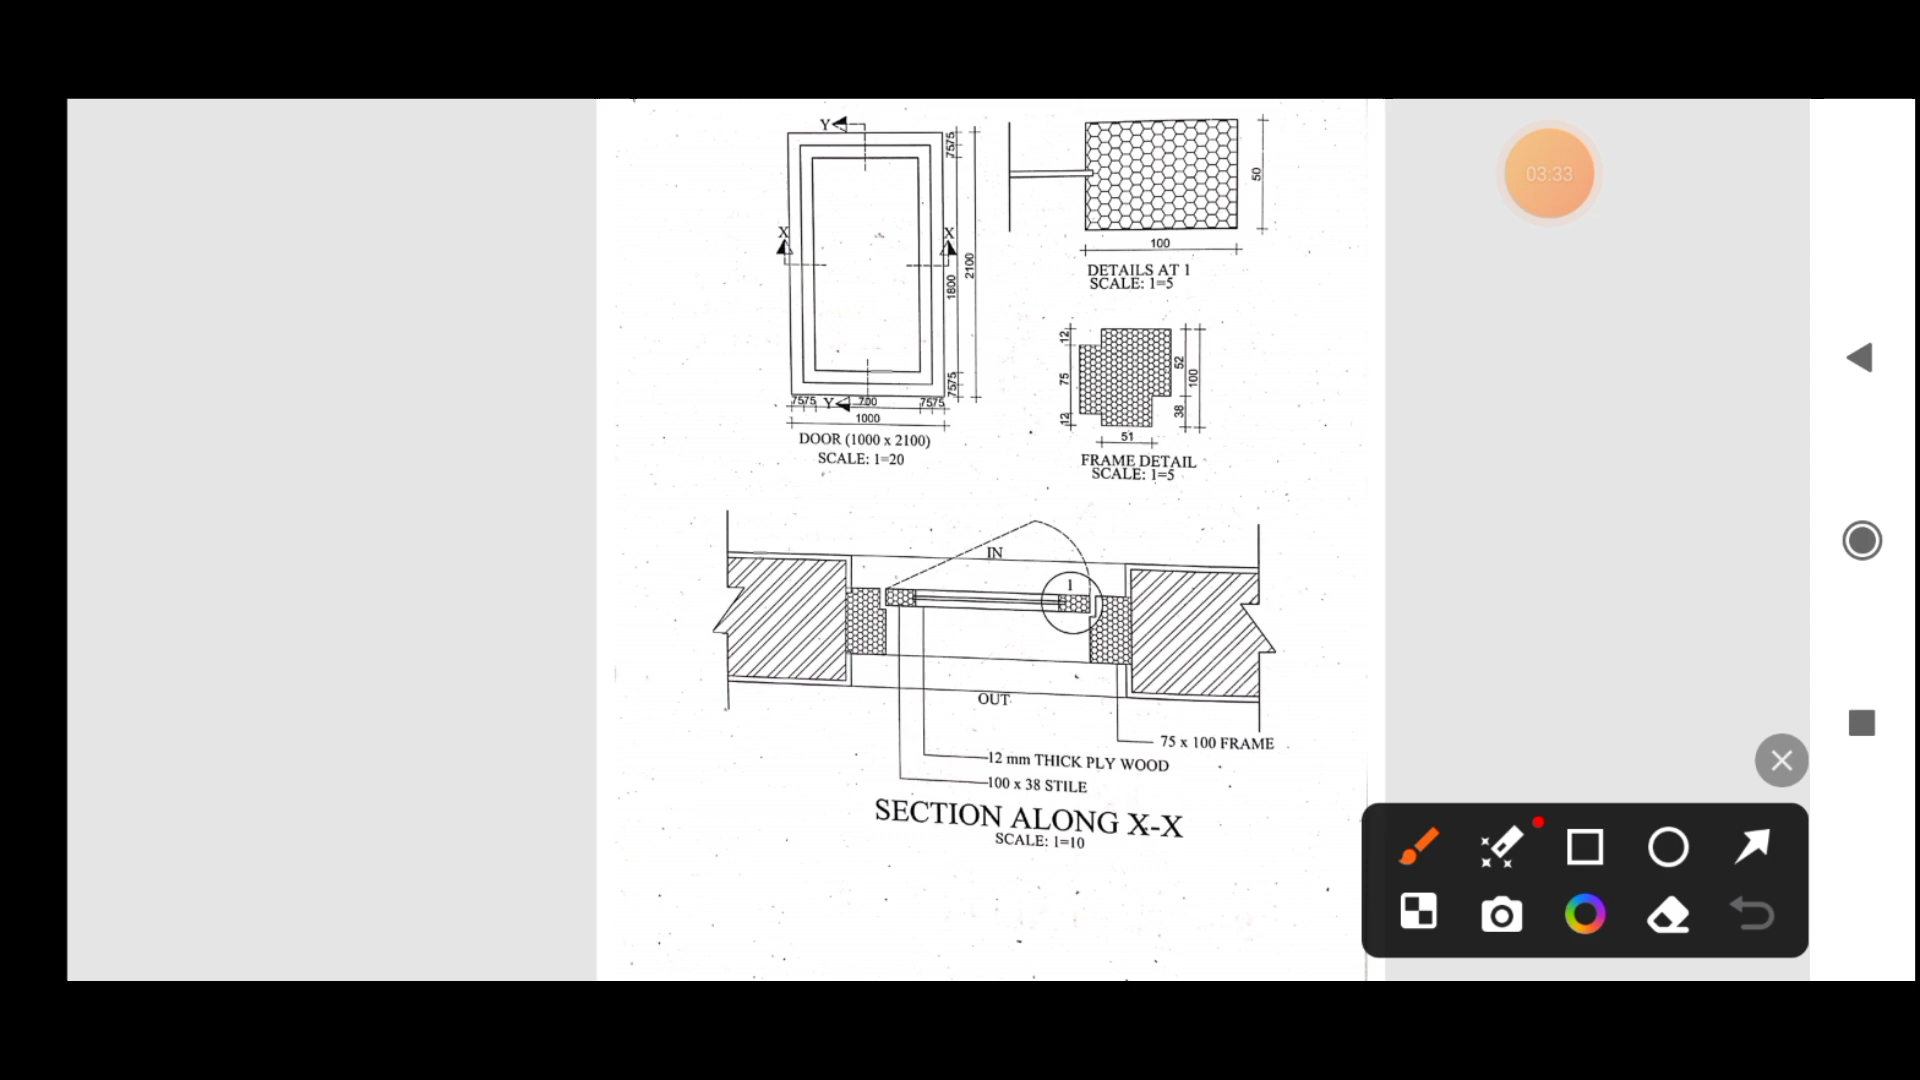 Y
7575
X
X
2100
1800
7575
7575
Y
700
7575
1000
DOOR (1000 x 2100)
SCALE: 1=20
50
100
DETAILS AT 1
SCALE: 1=5
12
75
12
52
100
38
51
FRAME DETAIL
SCALE: 1=5
IN
1
OUT
75 x 100 FRAME
12 mm THICK PLY WOOD
100 x 38 STILE
SECTION ALONG X-X
SCALE: 1=10
03:33